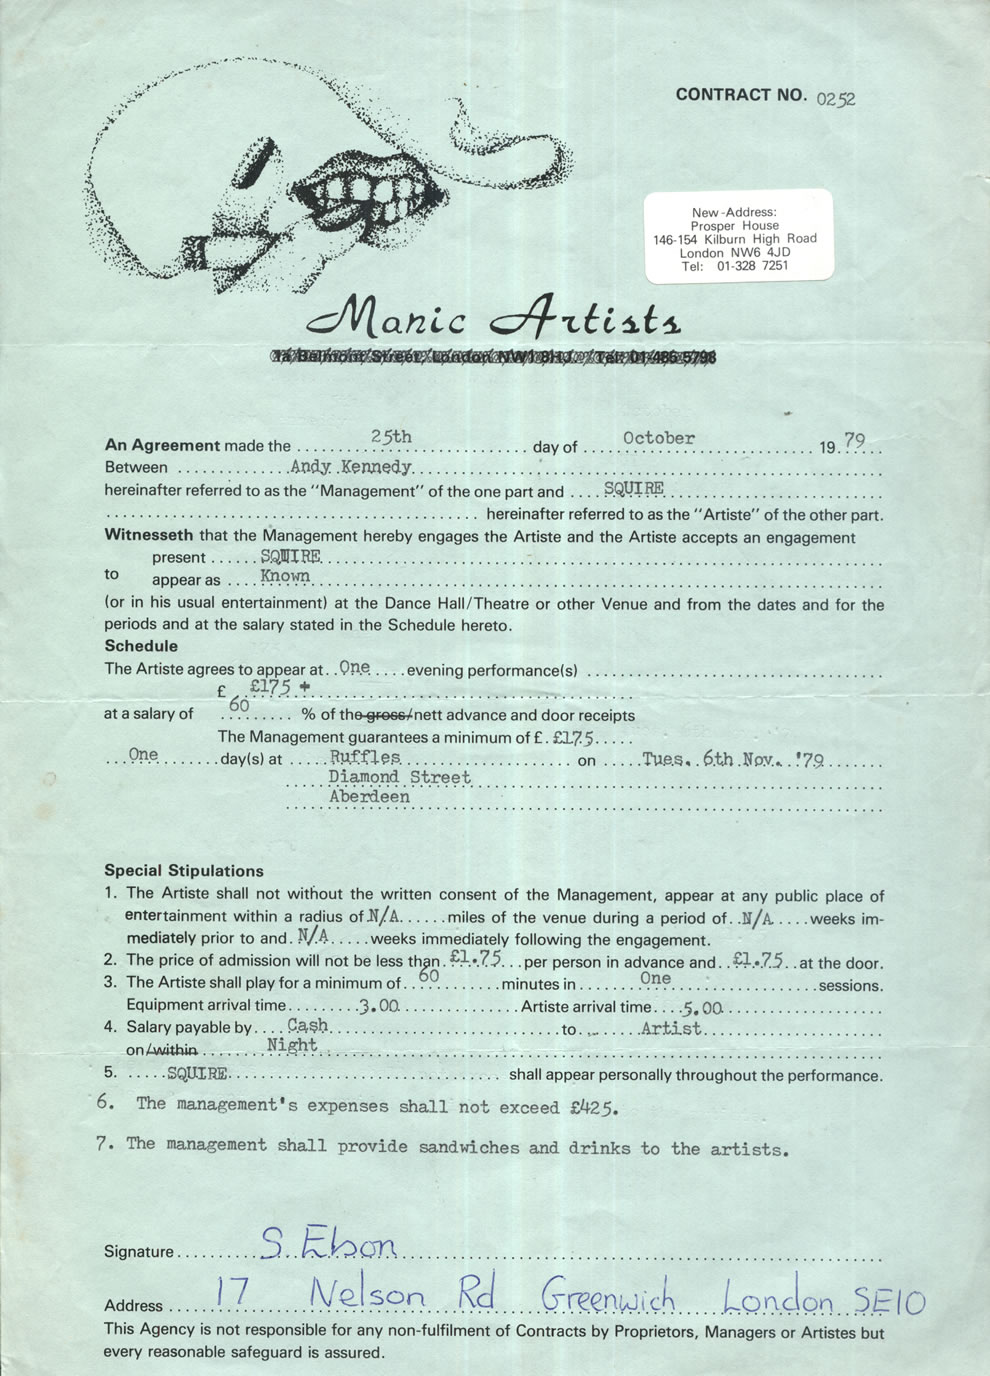 CONTRACT NO. 0252
New-Address:
Prosper House
146-154 Kilburn High Road
London NW6 4JD
Tel: 01-328 7251
Manic Artists
1a Belmont Street, London NW1 8HJ. Tel: 01-486 5798
An Agreement made the 25th day of October 1979
Between Andy Kennedy
hereinafter referred to as the "Management" of the one part and SQUIRE
hereinafter referred to as the "Artiste" of the other part.
Witnesseth that the Management hereby engages the Artiste and the Artiste accepts an engagement
present SQUIRE
to
appear as Known
(or in his usual entertainment) at the Dance Hall/Theatre or other Venue and from the dates and for the
periods and at the salary stated in the Schedule hereto.
Schedule
The Artiste agrees to appear at One evening performance(s)
£ £175 +
at a salary of 60 % of the gross/nett advance and door receipts
The Management guarantees a minimum of £ £175
One day(s) at Ruffles on Tues. 6th Nov. '79
Diamond Street
Aberdeen
Special Stipulations
1. The Artiste shall not without the written consent of the Management, appear at any public place of
entertainment within a radius of N/A miles of the venue during a period of N/A weeks im-
mediately prior to and N/A weeks immediately following the engagement.
2. The price of admission will not be less than £1.75 per person in advance and £1.75 at the door.
3. The Artiste shall play for a minimum of 60 minutes in One sessions.
Equipment arrival time 3.00 Artiste arrival time 5.00
4. Salary payable by Cash to Artist
on/within Night
5. SQUIRE shall appear personally throughout the performance.
6. The management's expenses shall not exceed £425.
7. The management shall provide sandwiches and drinks to the artists.
Signature S. Ebon
Address 17 Nelson Rd Greenwich London SE10
This Agency is not responsible for any non-fulfilment of Contracts by Proprietors, Managers or Artistes but
every reasonable safeguard is assured.